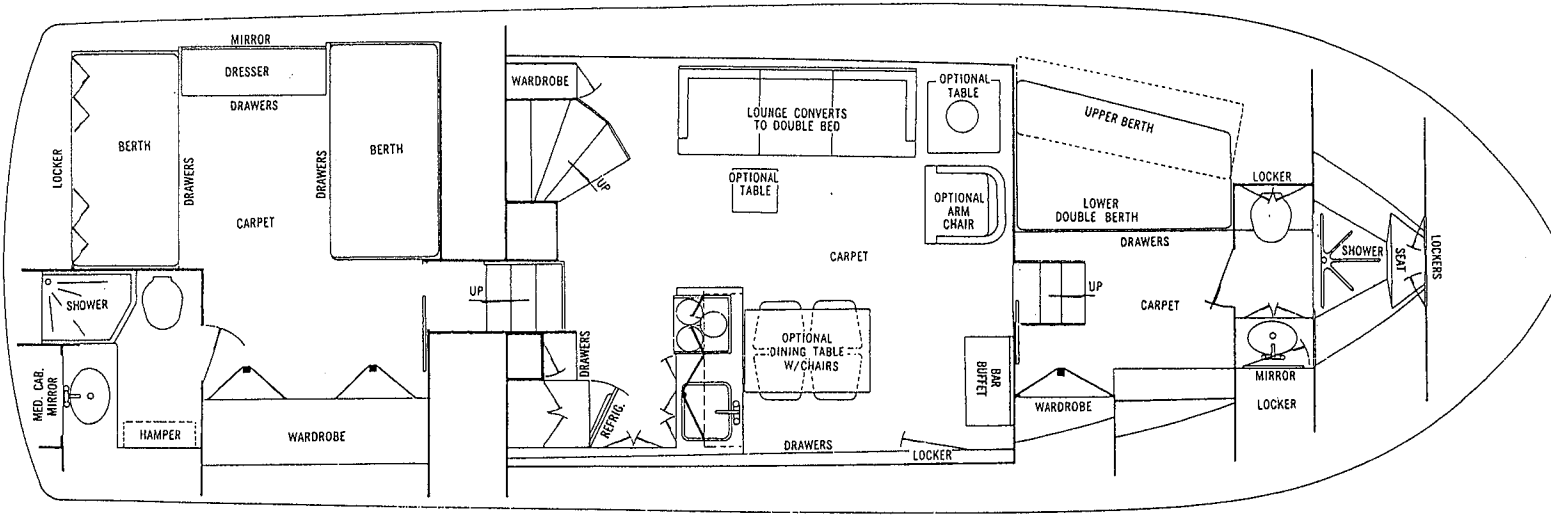 MIRROR
DRESSER
DRAWERS
BERTH
LOCKER
DRAWERS
DRAWERS
BERTH
CARPET
SHOWER
MED. CAB.
MIRROR
HAMPER
WARDROBE
UP
WARDROBE
UP
LOUNGE CONVERTS
TO DOUBLE BED
OPTIONAL
TABLE
OPTIONAL
TABLE
OPTIONAL
ARM
CHAIR
CARPET
DRAWERS
REFRIG.
OPTIONAL
DINING TABLE
W/CHAIRS
BAR
BUFFET
DRAWERS
LOCKER
UPPER BERTH
LOWER
DOUBLE BERTH
DRAWERS
UP
CARPET
WARDROBE
LOCKER
SHOWER
SEAT
LOCKERS
MIRROR
LOCKER